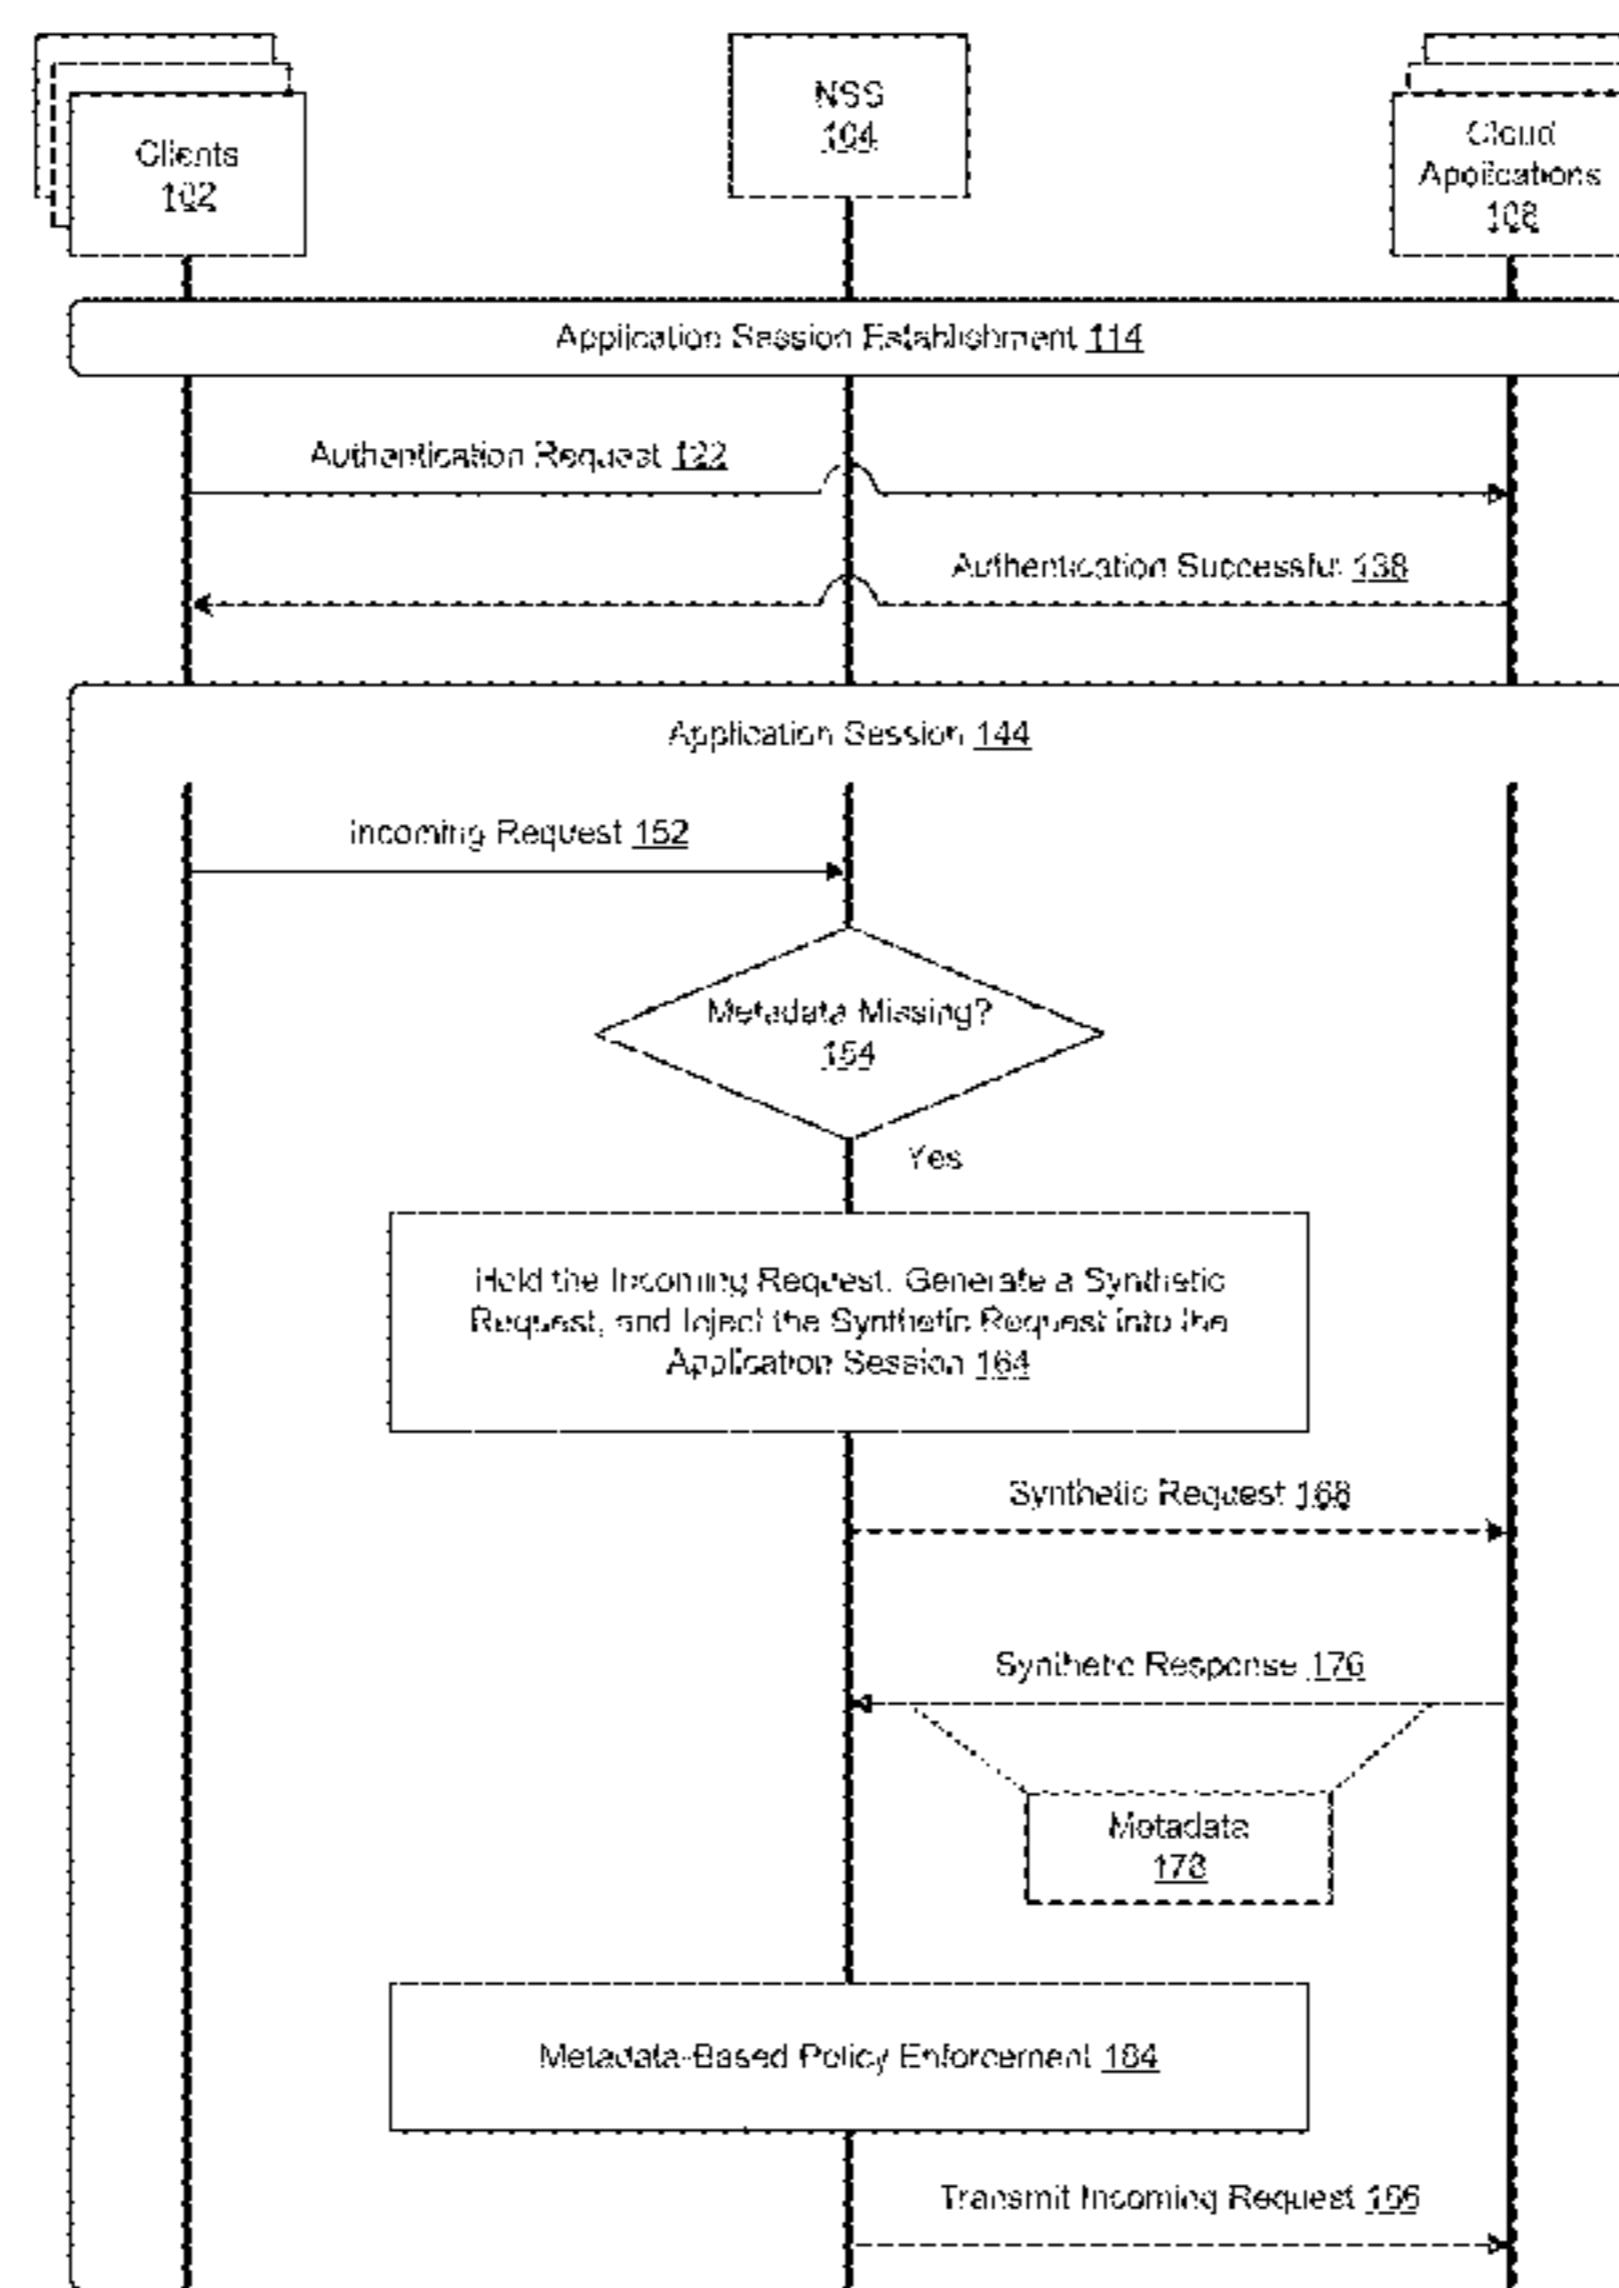 Clients
102
NSS
104
Cloud
Applications
108
Application Session Establishment 114
Authentication Request 122
Authentication Successful 138
Application Session 144
Incoming Request 152
Metadata Missing?
154
Yes
Hold the Incoming Request, Generate a Synthetic
Request, and Inject the Synthetic Request into the
Application Session 164
Synthetic Request 168
Synthetic Response 176
Metadata
178
Metadata-Based Policy Enforcement 184
Transmit Incoming Request